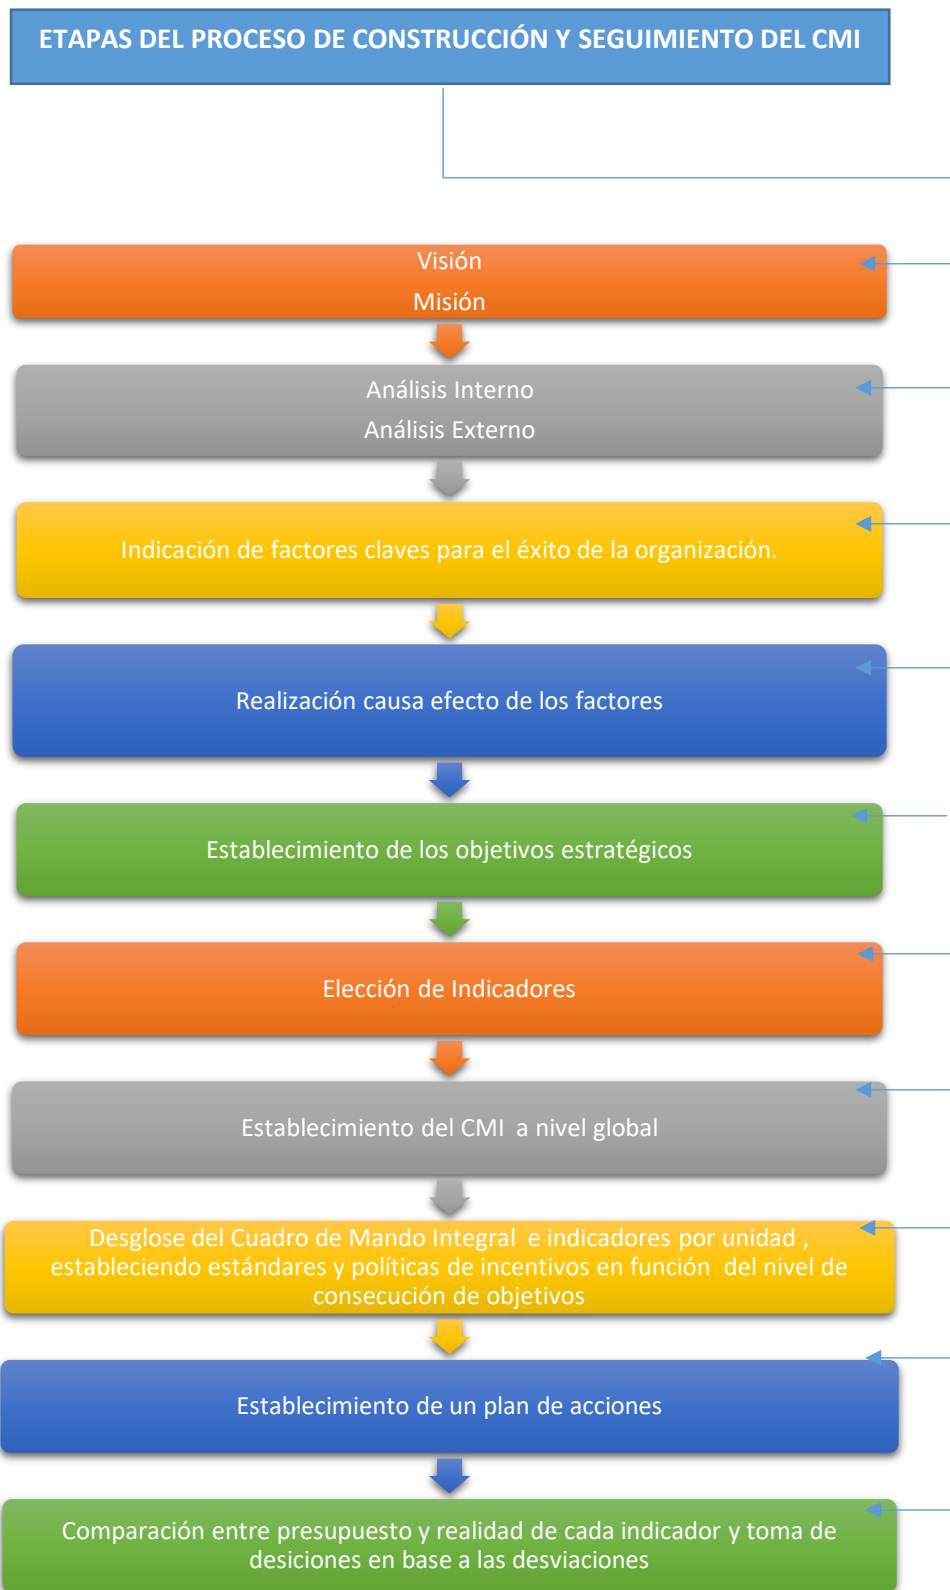 ETAPAS DEL PROCESO DE CONSTRUCCIÓN Y SEGUIMIENTO DEL CMI
Visión
Misión
Análisis Interno
Análisis Externo
Indicación de factores claves para el éxito de la organización.
Realización causa efecto de los factores
Establecimiento de los objetivos estratégicos
Elección de Indicadores
Establecimiento del CMI a nivel global
Desglose del Cuadro de Mando Integral e indicadores por unidad ,
estableciendo estándares y políticas de incentivos en función del nivel de
consecución de objetivos
Establecimiento de un plan de acciones
Comparación entre presupuesto y realidad de cada indicador y toma de
desiciones en base a las desviaciones